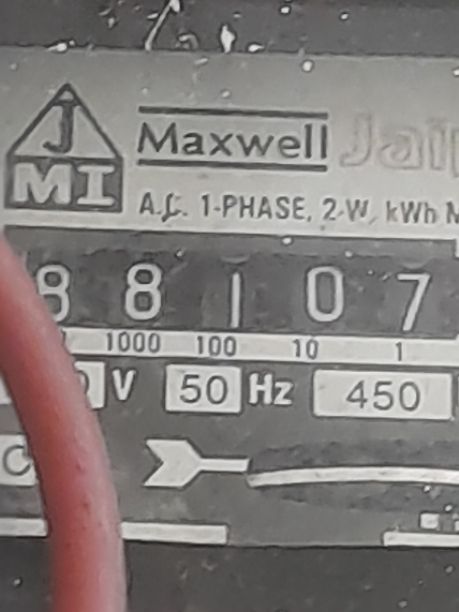 J
MI
Maxwell
A.C. 1-PHASE, 2-W, kWh
8 8 1 0 7
1000 100 10 1
V 50 Hz 450
C